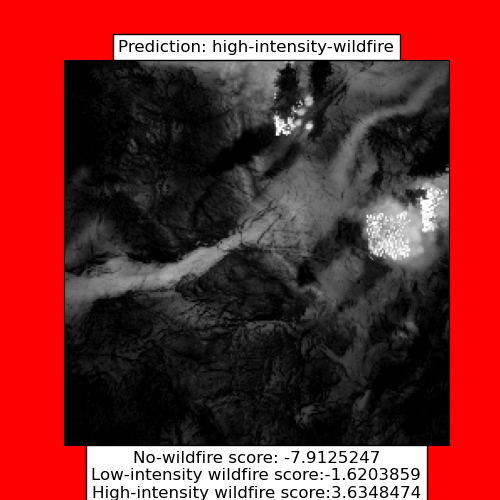 Prediction: high-intensity-wildfire
No-wildfire score: -7.9125247
Low-intensity wildfire score:-1.6203859
High-intensity wildfire score:3.6348474